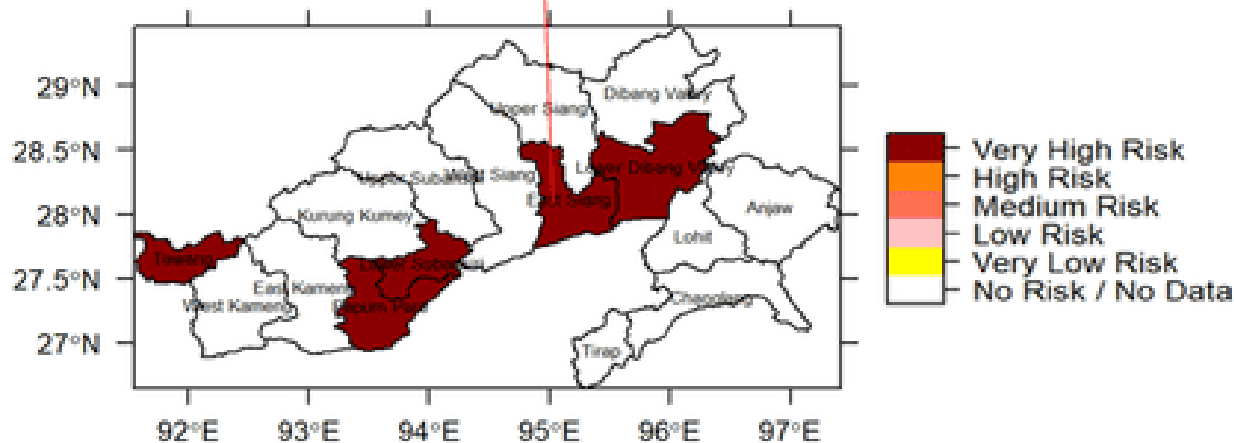 29°N
28.5°N
28°N
27.5°N
27°N
92°E
93°E
94°E
95°E
96°E
97°E
Dibang Valley
Upper Siang
Lower Dibang Valley
West Siang
East Siang
Upper Subansiri
Kurung Kumey
Anjaw
Lohit
Tawang
Lower Subansiri
East Kameng
West Kameng
Papum Pare
Changlang
Tirap
Very High Risk
High Risk
Medium Risk
Low Risk
Very Low Risk
No Risk / No Data